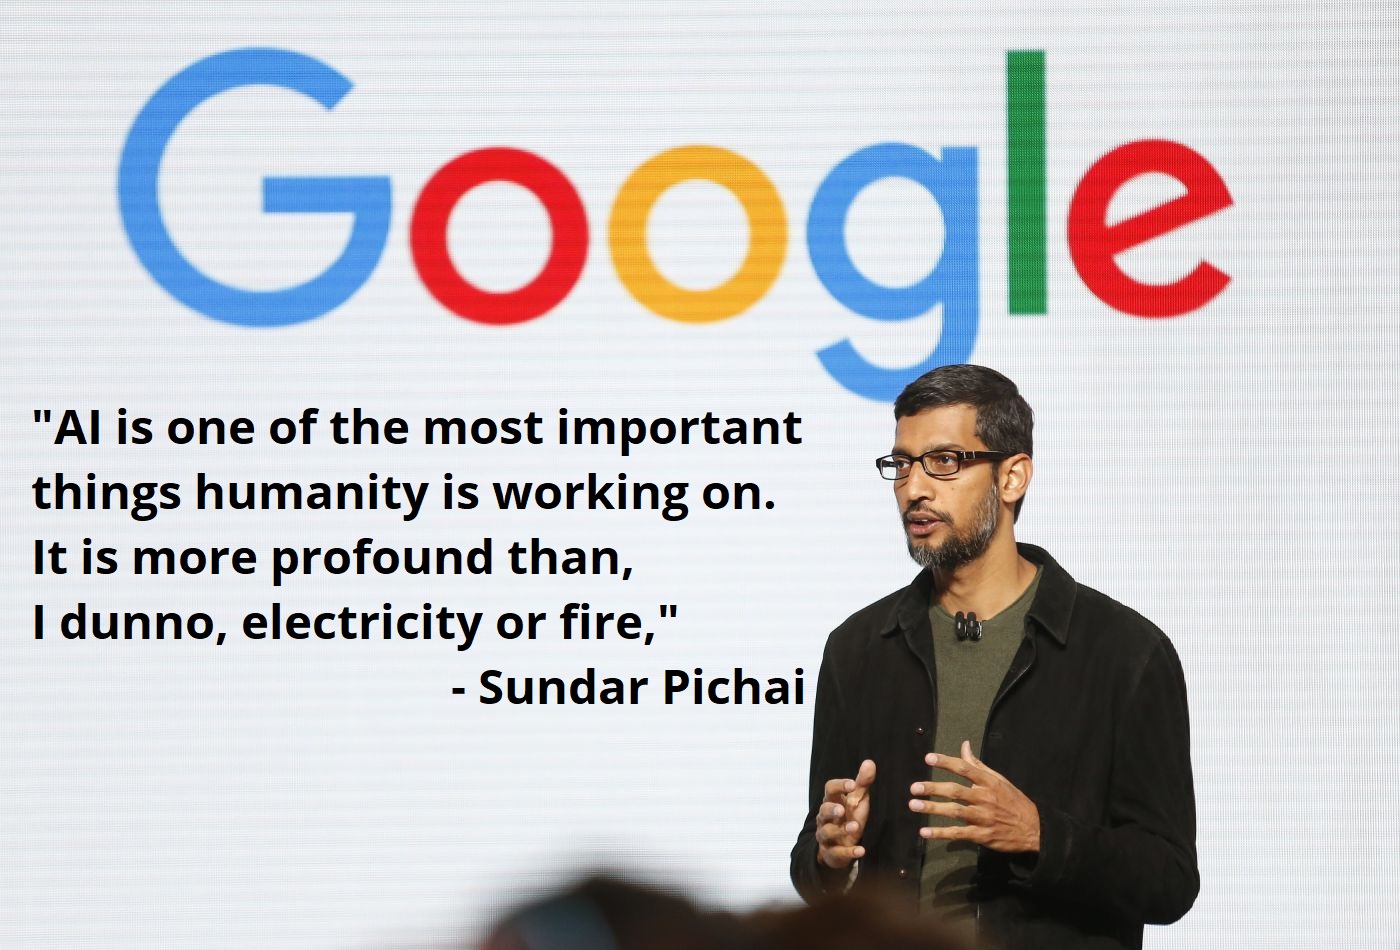 Google
"AI is one of the most important
things humanity is working on.
It is more profound than,
I dunno, electricity or fire,"
- Sundar Pichai